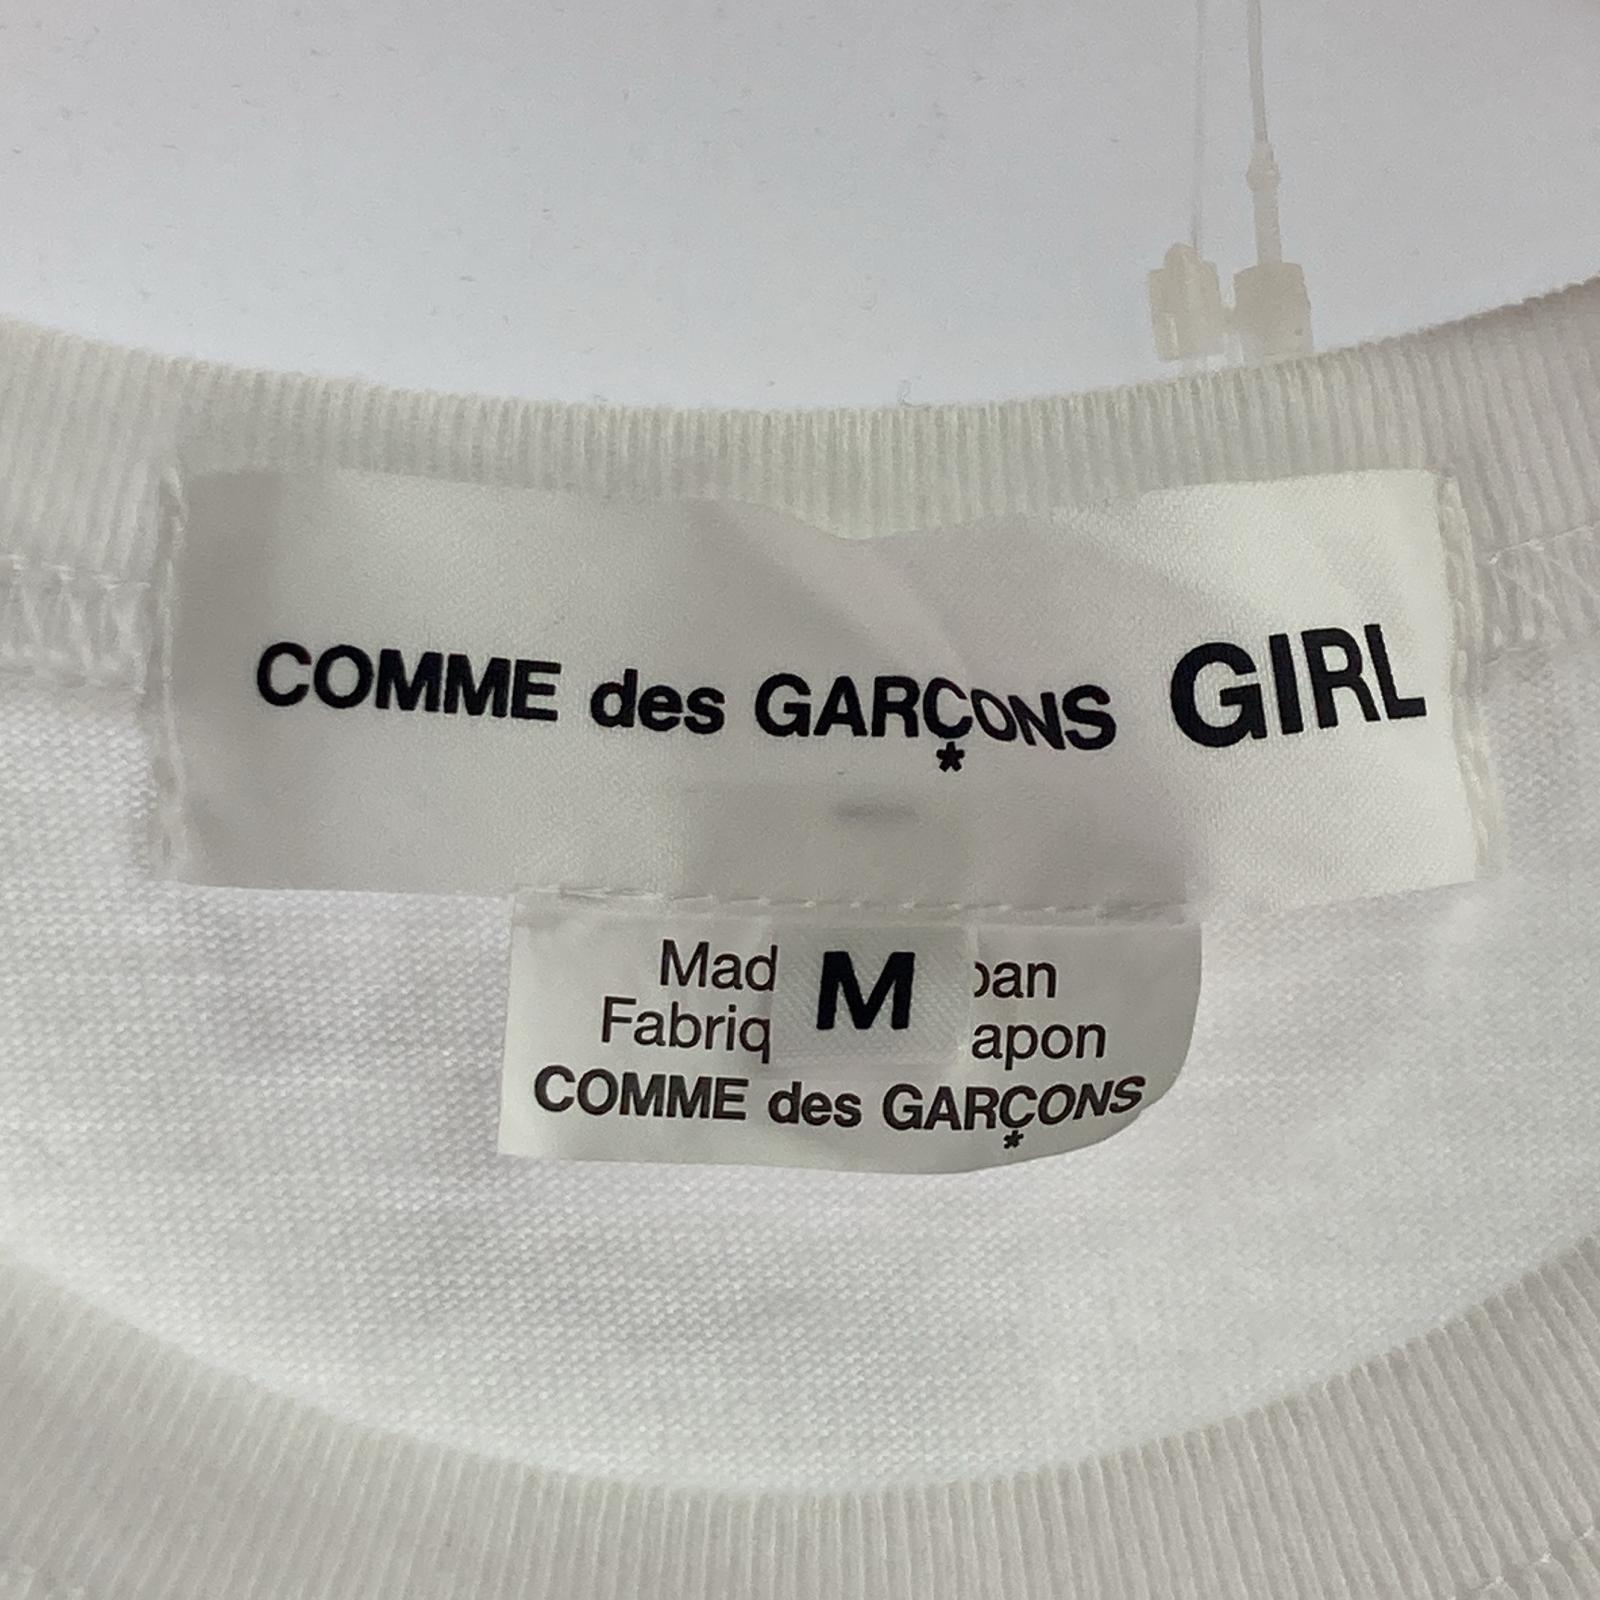 COMME des GARÇONS GIRL
Mad M pan
Fabriq apon
COMME des GARÇONS